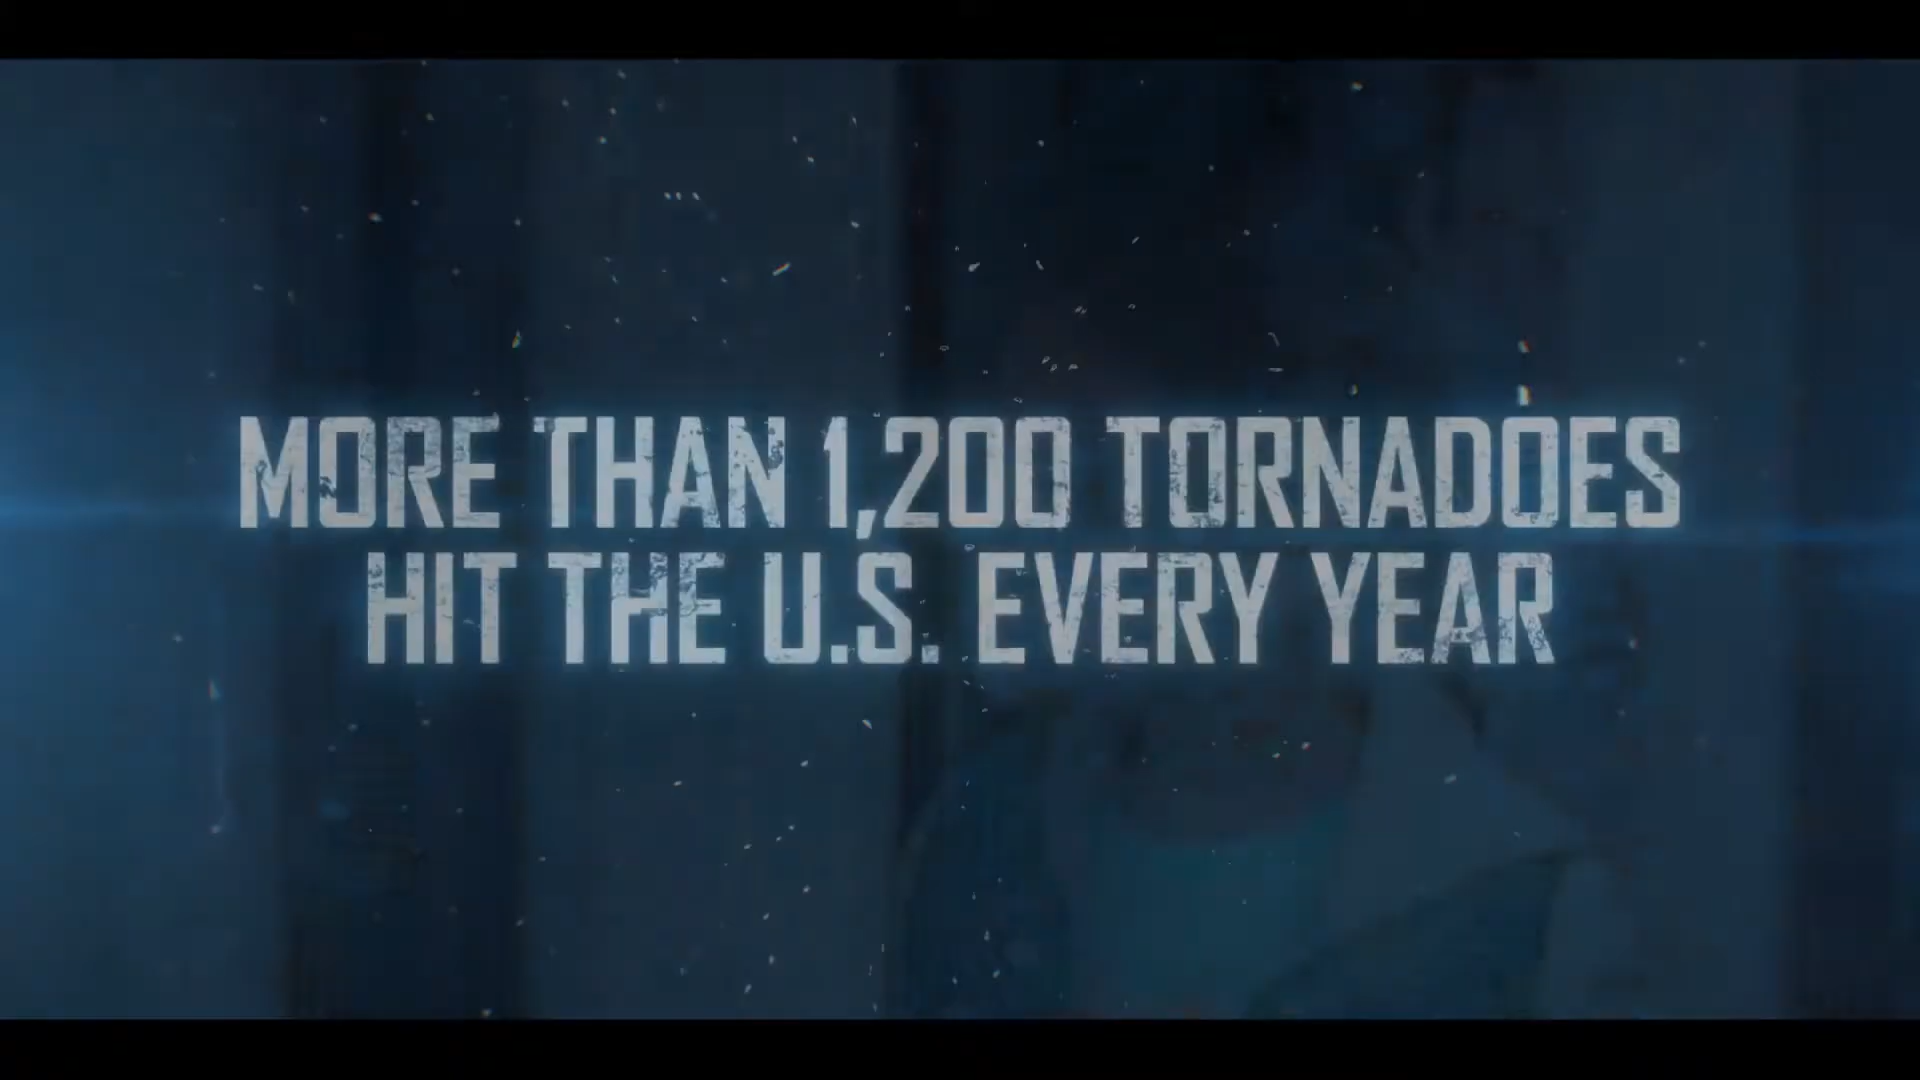 MORE THAN 1,200 TORNADOES
HIT THE U.S. EVERY YEAR